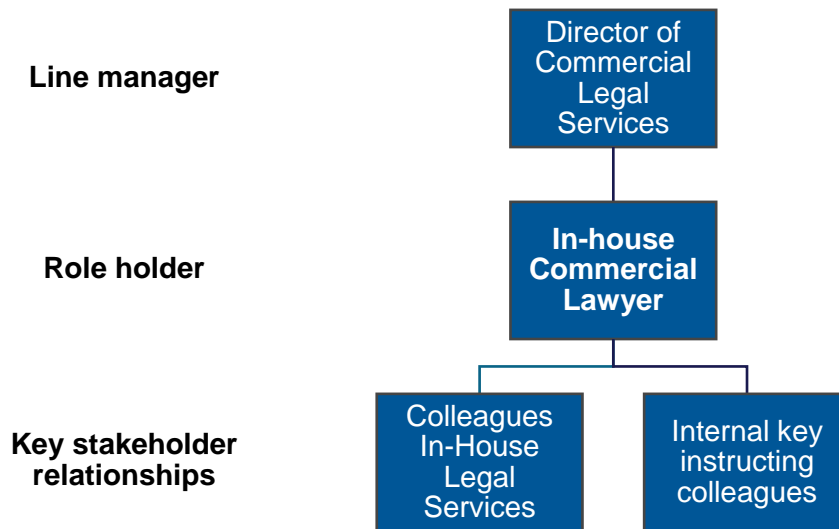 Line manager
Director of
Commercial
Legal
Services
Role holder
In-house
Commercial
Lawyer
Key stakeholder
relationships
Colleagues
In-House
Legal
Services
Internal key
instructing
colleagues